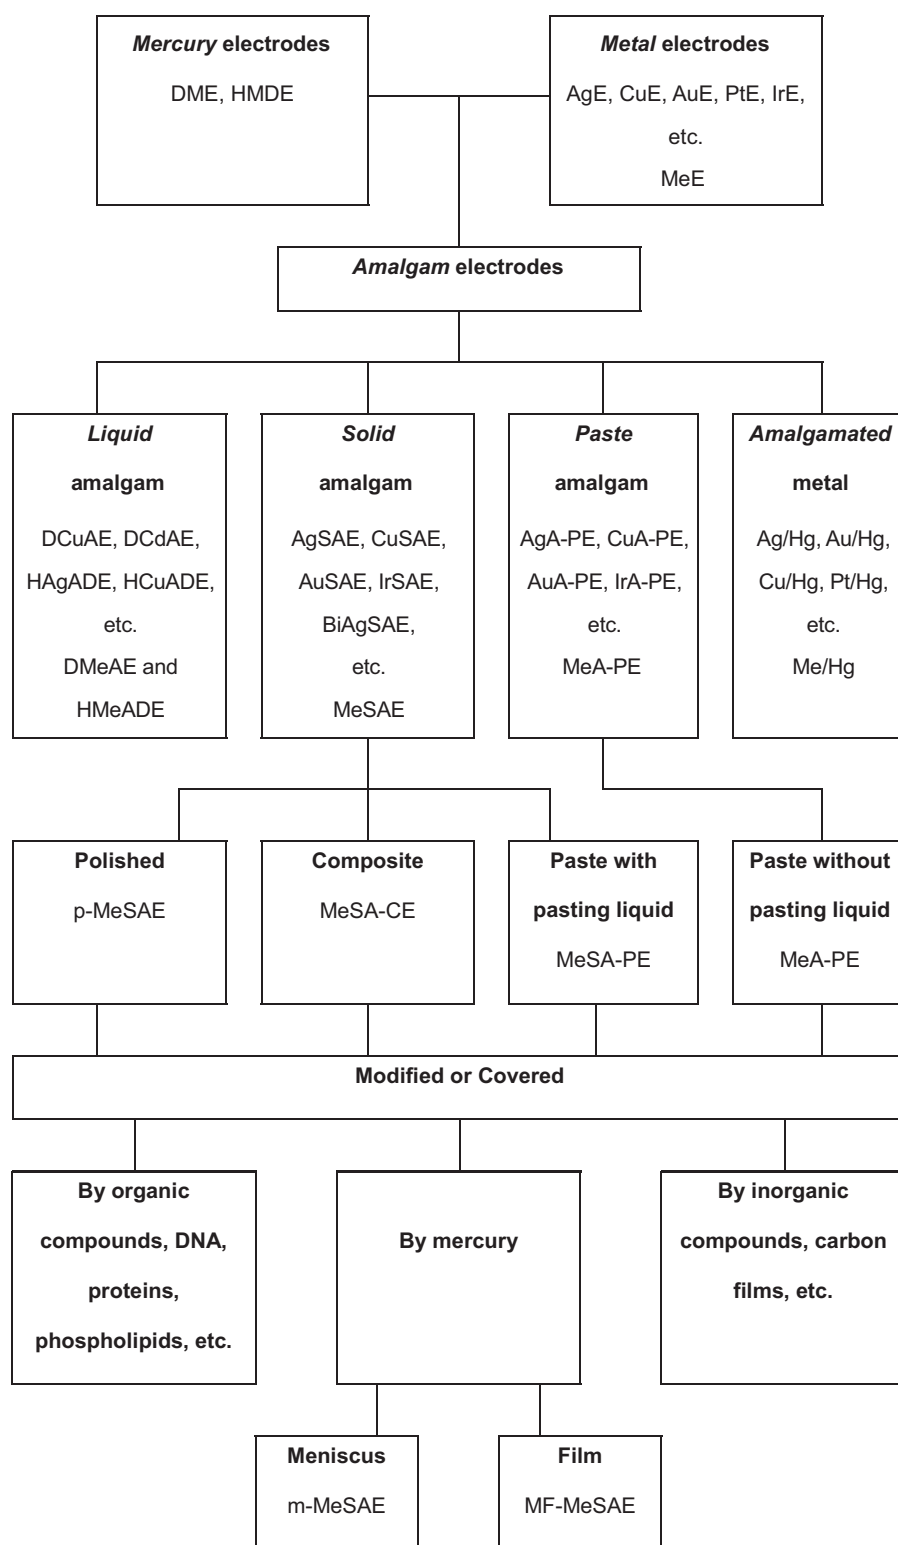 Mercury electrodes
DME, HMDE
Metal electrodes
AgE, CuE, AuE, PtE, IrE,
etc.
MeE
Amalgam electrodes
Liquid
amalgam
DCuAE, DCdAE,
HAgADE, HCuADE,
etc.
DMeAE and
HMeADE
Solid
amalgam
AgSAE, CuSAE,
AuSAE, IrSAE,
BiAgSAE,
etc.
MeSAE
Paste
amalgam
AgA-PE, CuA-PE,
AuA-PE, IrA-PE,
etc.
MeA-PE
Amalgamated
metal
Ag/Hg, Au/Hg,
Cu/Hg, Pt/Hg,
etc.
Me/Hg
Polished
p-MeSAE
Composite
MeSA-CE
Paste with
pasting liquid
MeSA-PE
Paste without
pasting liquid
MeA-PE
Modified or Covered
By organic
compounds, DNA,
proteins,
phospholipids, etc.
By mercury
By inorganic
compounds, carbon
films, etc.
Meniscus
m-MeSAE
Film
MF-MeSAE